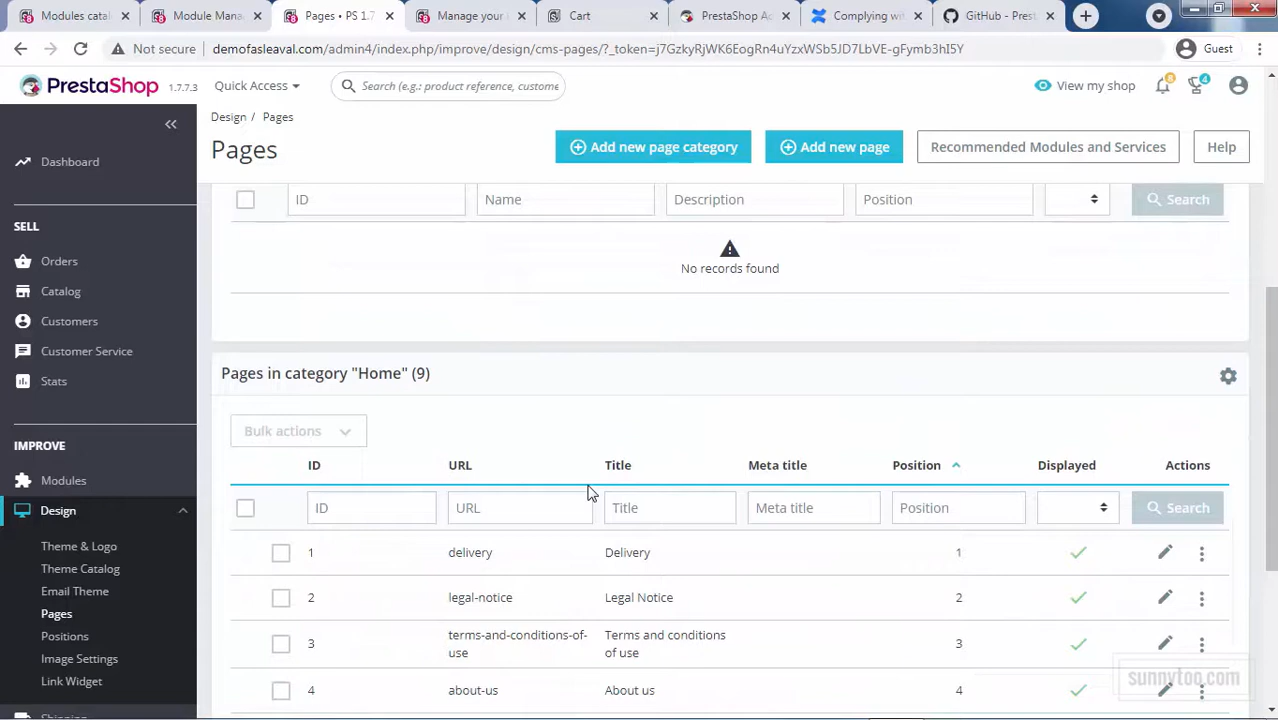 Modules cata
Module Mana
Pages • PS 1.7
Manage your
Cart
PrestaShop Ad
Complying wit
GitHub - Prest
Not secure
demofasleaval.com/admin4/index.php/improve/design/cms-pages/?_token=j7GzkyRjWK6EogRn4uYzxWSb5JD7LbVE-gFymb3hI5Y
Guest
PrestaShop 1.7.7.3
Quick Access
Search (e.g.: product reference, custome
View my shop
8
4
Design / Pages
Pages
Add new page category
Add new page
Recommended Modules and Services
Help
Dashboard
SELL
Orders
Catalog
Customers
Customer Service
Stats
IMPROVE
Modules
Design
Theme & Logo
Theme Catalog
Email Theme
Pages
Positions
Image Settings
Link Widget
Shipping
ID
Name
Description
Position
Search
No records found
Pages in category "Home" (9)
Bulk actions
ID URL Title Meta title Position Displayed Actions
ID URL Title Meta title Position Search
1 delivery Delivery 1
2 legal-notice Legal Notice 2
3 terms-and-conditions-of-use Terms and conditions of use 3
4 about-us About us 4
sunnytoo.com